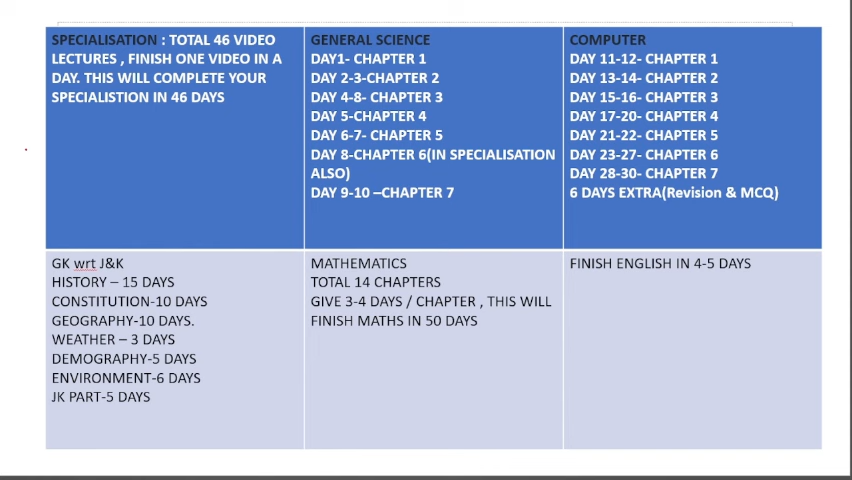 SPECIALISATION : TOTAL 46 VIDEO
LECTURES , FINISH ONE VIDEO IN A
DAY. THIS WILL COMPLETE YOUR
SPECIALISTION IN 46 DAYS
GENERAL SCIENCE
DAY1- CHAPTER 1
DAY 2-3-CHAPTER 2
DAY 4-8- CHAPTER 3
DAY 5-CHAPTER 4
DAY 6-7- CHAPTER 5
DAY 8-CHAPTER 6(IN SPECIALISATION
ALSO)
DAY 9-10 –CHAPTER 7
COMPUTER
DAY 11-12- CHAPTER 1
DAY 13-14- CHAPTER 2
DAY 15-16- CHAPTER 3
DAY 17-20- CHAPTER 4
DAY 21-22- CHAPTER 5
DAY 23-27- CHAPTER 6
DAY 28-30- CHAPTER 7
6 DAYS EXTRA(Revision & MCQ)
GK wrt J&K
HISTORY – 15 DAYS
CONSTITUTION-10 DAYS
GEOGRAPHY-10 DAYS.
WEATHER – 3 DAYS
DEMOGRAPHY-5 DAYS
ENVIRONMENT-6 DAYS
JK PART-5 DAYS
MATHEMATICS
TOTAL 14 CHAPTERS
GIVE 3-4 DAYS / CHAPTER , THIS WILL
FINISH MATHS IN 50 DAYS
FINISH ENGLISH IN 4-5 DAYS